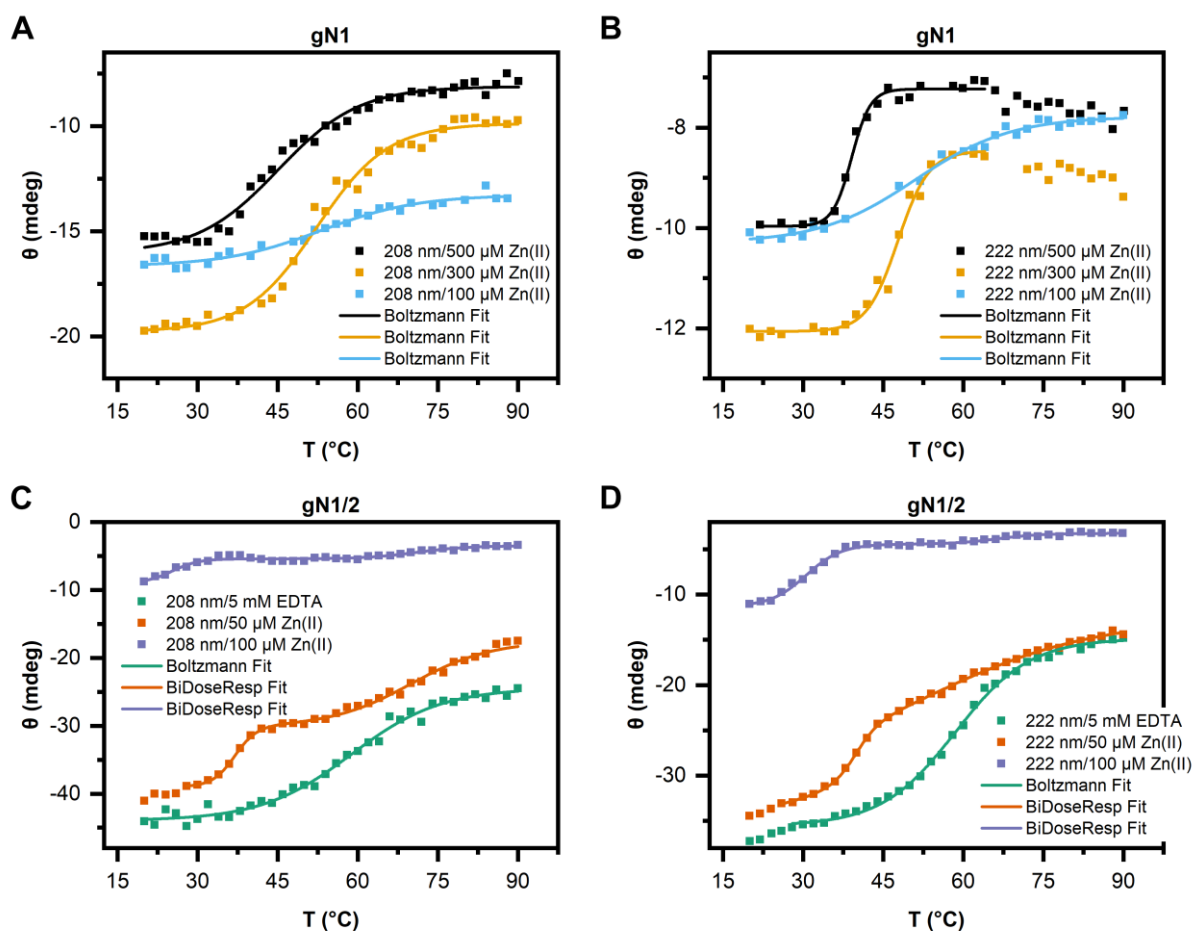 A
gN1
θ (mdeg)
-10
-15
-20
208 nm/500 μM Zn(II)
208 nm/300 μM Zn(II)
208 nm/100 μM Zn(II)
Boltzmann Fit
Boltzmann Fit
Boltzmann Fit
15 30 45 60 75 90
T (°C)
B
gN1
θ (mdeg)
-8
-10
-12
222 nm/500 μM Zn(II)
222 nm/300 μM Zn(II)
222 nm/100 μM Zn(II)
Boltzmann Fit
Boltzmann Fit
Boltzmann Fit
15 30 45 60 75 90
T (°C)
C
gN1/2
θ (mdeg)
0
-10
-20
-30
-40
208 nm/5 mM EDTA
208 nm/50 μM Zn(II)
208 nm/100 μM Zn(II)
Boltzmann Fit
BiDoseResp Fit
BiDoseResp Fit
15 30 45 60 75 90
T (°C)
D
gN1/2
θ (mdeg)
-10
-20
-30
222 nm/5 mM EDTA
222 nm/50 μM Zn(II)
222 nm/100 μM Zn(II)
Boltzmann Fit
BiDoseResp Fit
BiDoseResp Fit
15 30 45 60 75 90
T (°C)